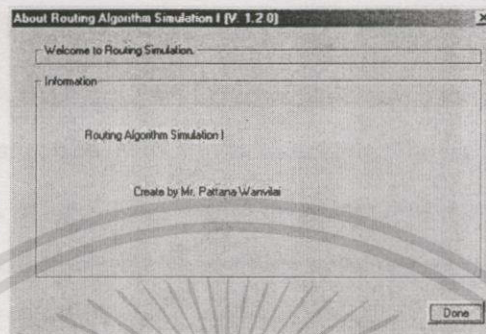 About Routing Algorithm Simulation I [V. 1.2.0]
Welcome to Routing Simulation.
Information
Routing Algorithm Simulation I
Create by Mr. Pattana Wanvilai
Done